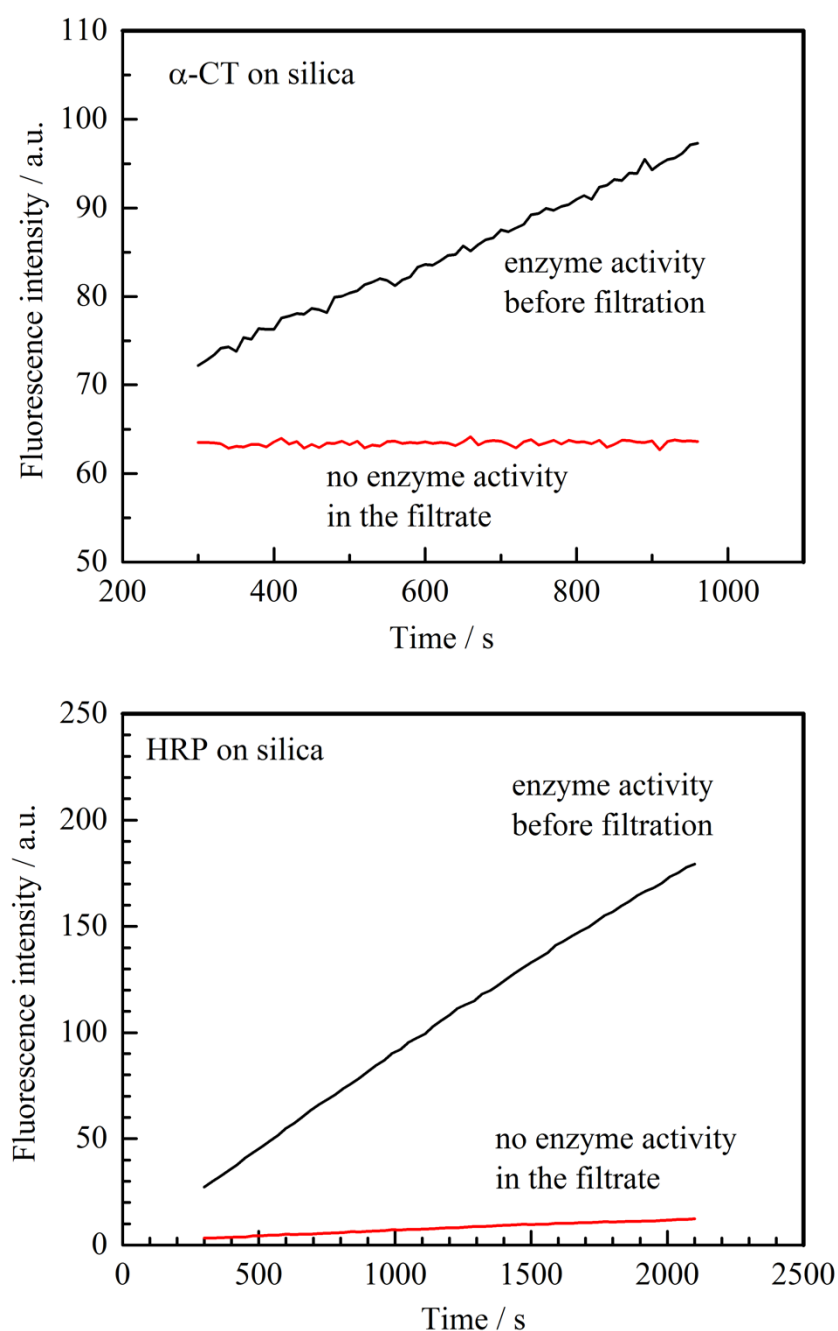 α-CT on silica
enzyme activity
before filtration
no enzyme activity
in the filtrate
Fluorescence intensity / a.u.
110
100
90
80
70
60
50
200
400
600
800
1000
Time / s
HRP on silica
enzyme activity
before filtration
no enzyme activity
in the filtrate
Fluorescence intensity / a.u.
250
200
150
100
50
0
0
500
1000
1500
2000
2500
Time / s